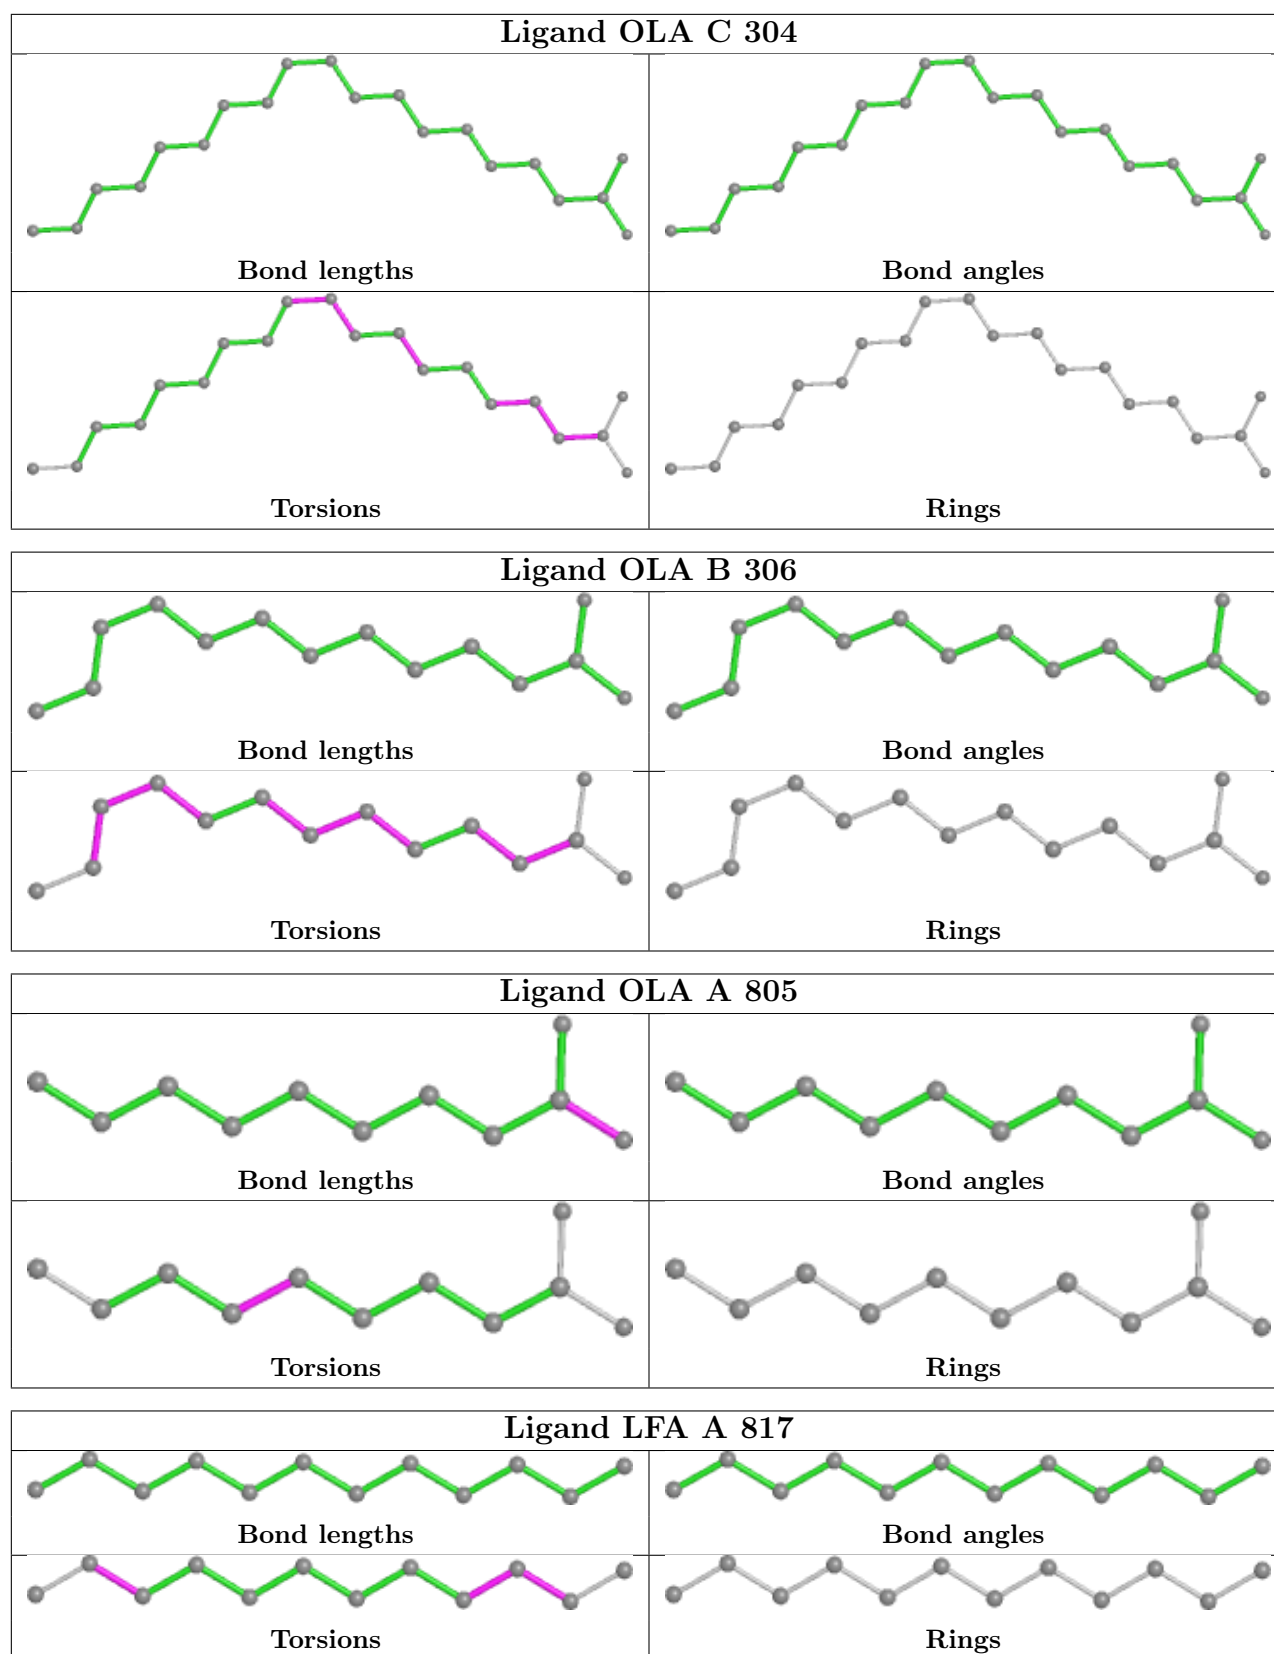 Ligand OLA C 304
Bond lengths
Bond angles
Torsions
Rings
Ligand OLA B 306
Bond lengths
Bond angles
Torsions
Rings
Ligand OLA A 805
Bond lengths
Bond angles
Torsions
Rings
Ligand LFA A 817
Bond lengths
Bond angles
Torsions
Rings